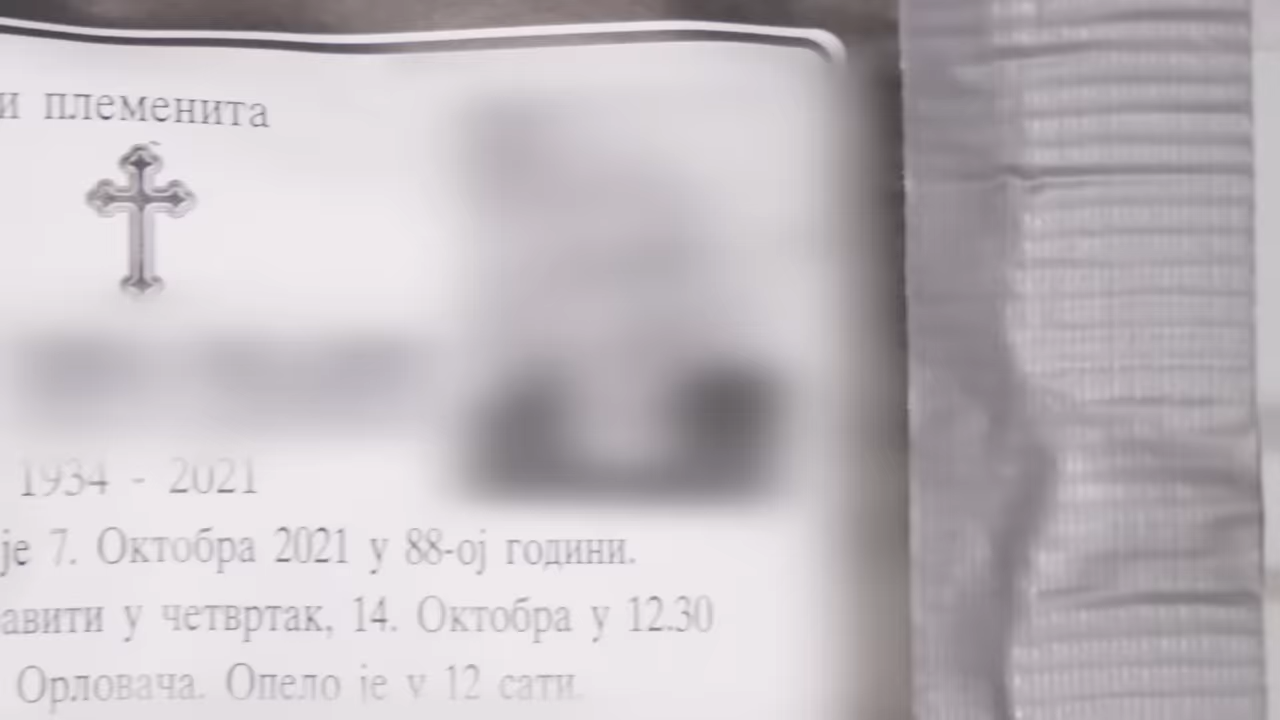 и племенита
1934 - 2021
је 7. Октобра 2021 у 88-ој години.
авити у четвртак, 14. Октобра у 12.30
Орловача. Опело је у 12 сати.